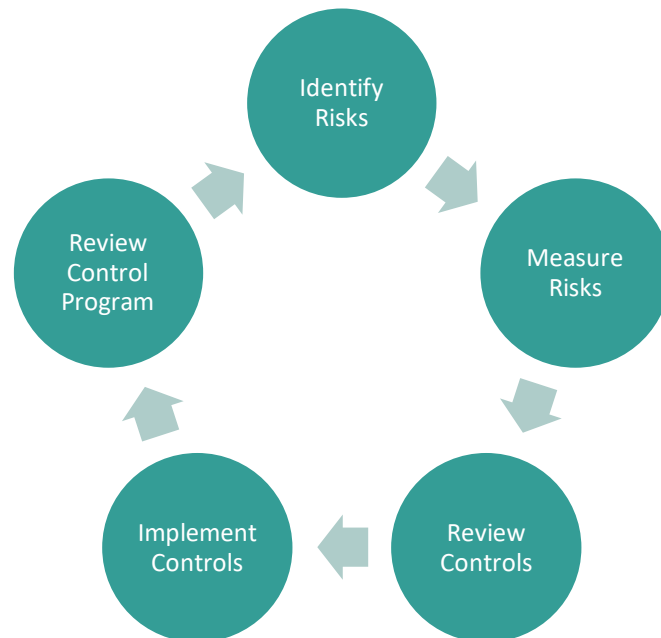 Identify
Risks
Measure
Risks
Review
Controls
Implement
Controls
Review
Control
Program